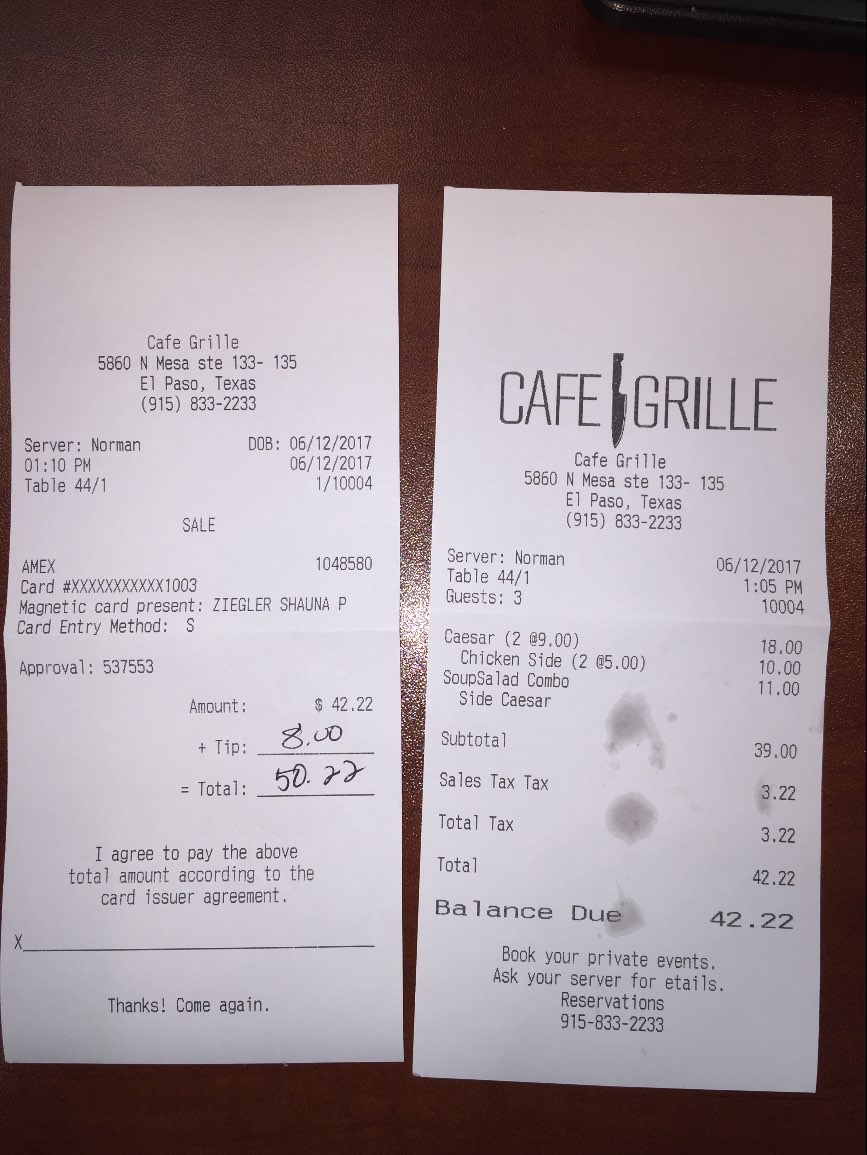 Cafe Grille
5860 N Mesa ste 133- 135
El Paso, Texas
(915) 833-2233
Server: Norman DOB: 06/12/2017
01:10 PM 06/12/2017
Table 44/1 1/10004
SALE
AMEX 1048580
Card #XXXXXXXXXXX1003
Magnetic card present: ZIEGLER SHAUNA P
Card Entry Method: S
Approval: 537553
Amount: $ 42.22
+ Tip: 8.00
= Total: 50.22
I agree to pay the above
total amount according to the
card issuer agreement.
X
Thanks! Come again.
CAFE GRILLE
Cafe Grille
5860 N Mesa ste 133- 135
El Paso, Texas
(915) 833-2233
Server: Norman 06/12/2017
Table 44/1 1:05 PM
Guests: 3 10004
Caesar (2 @9.00) 18.00
Chicken Side (2 @5.00) 10.00
SoupSalad Combo 11.00
Side Caesar
Subtotal 39.00
Sales Tax Tax 3.22
Total Tax 3.22
Total 42.22
Balance Due 42.22
Book your private events.
Ask your server for etails.
Reservations
915-833-2233